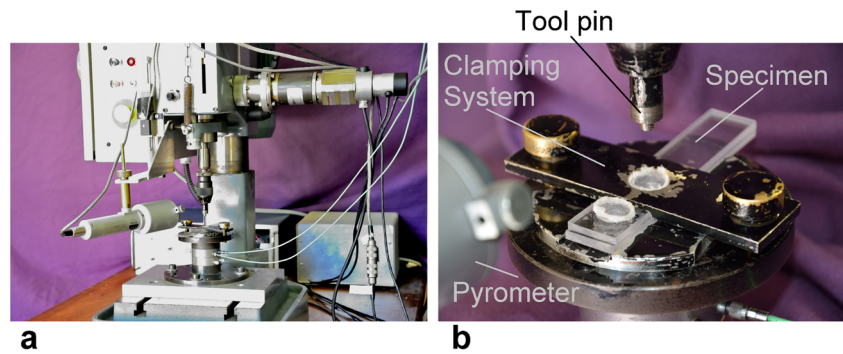 Tool pin
Clamping
System
Specimen
Pyrometer
a
b